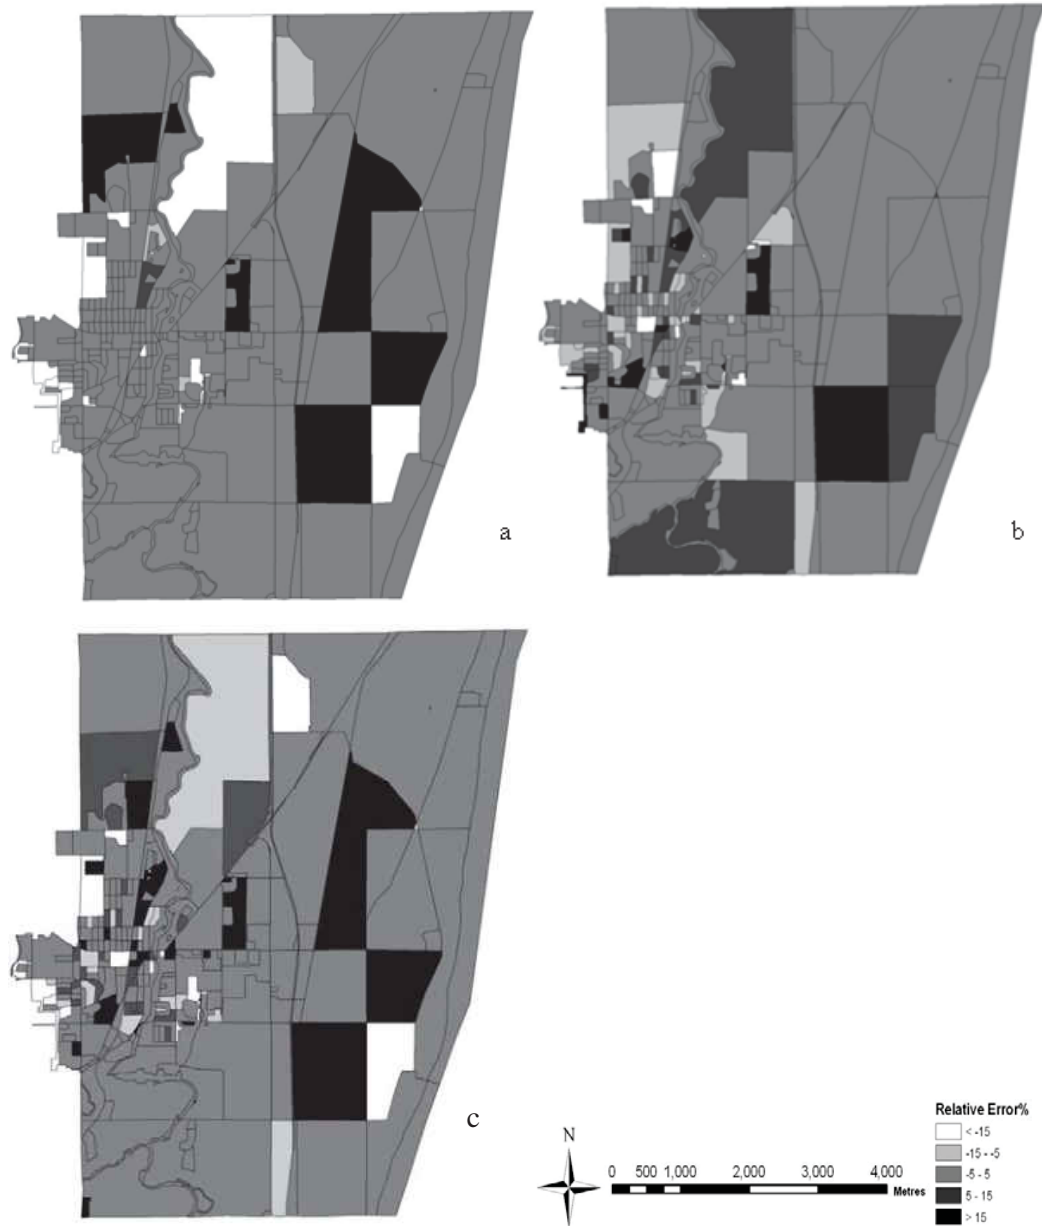 a
b
c
N
0 500 1,000 2,000 3,000 4,000
Metres
Relative Error%
< -15
-15 - -5
-5 - 5
5 - 15
> 15